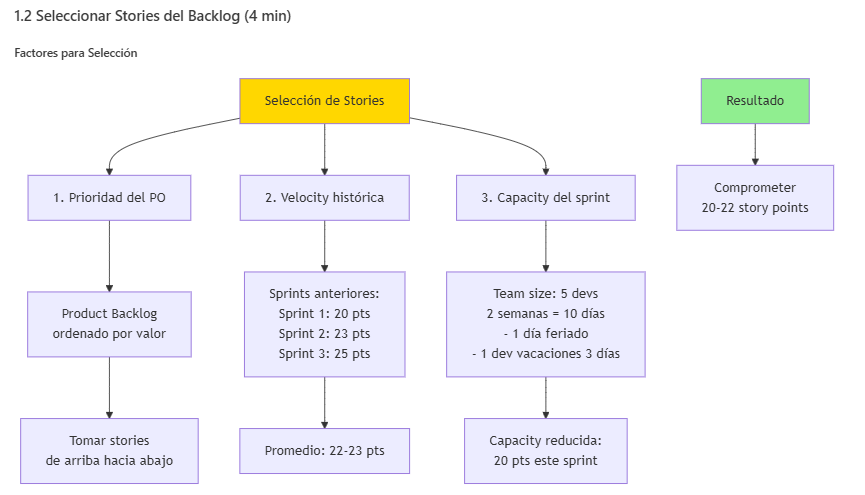 1.2 Seleccionar Stories del Backlog (4 min)
Factores para Selección
Selección de Stories
Resultado
1. Prioridad del PO
2. Velocity histórica
3. Capacity del sprint
Comprometer
20-22 story points
Product Backlog
ordenado por valor
Sprints anteriores:
Sprint 1: 20 pts
Sprint 2: 23 pts
Sprint 3: 25 pts
Team size: 5 devs
2 semanas = 10 días
- 1 día feriado
- 1 dev vacaciones 3 días
Tomar stories
de arriba hacia abajo
Promedio: 22-23 pts
Capacity reducida:
20 pts este sprint